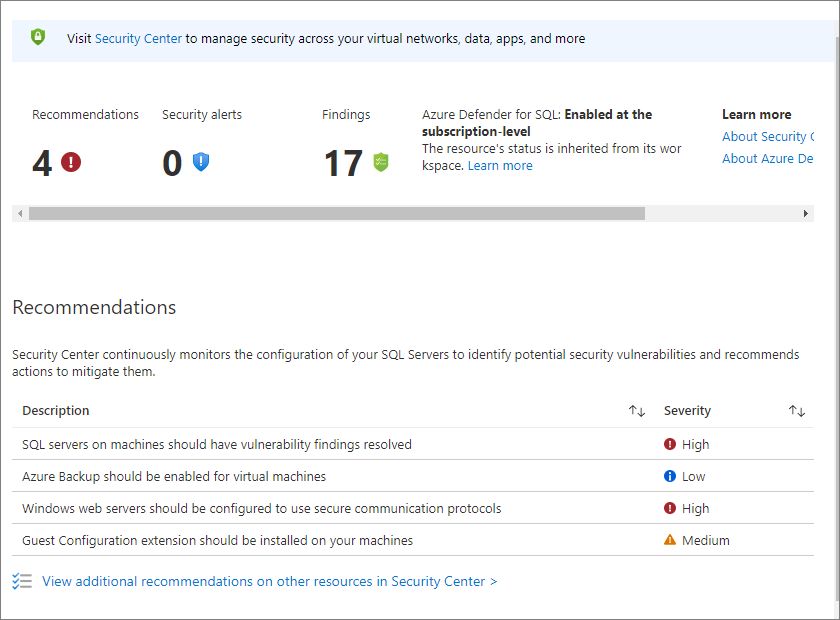 Visit Security Center to manage security across your virtual networks, data, apps, and more
Recommendations
4
Security alerts
0
Findings
17
Azure Defender for SQL: Enabled at the
subscription-level
The resource's status is inherited from its wor
kspace. Learn more
Learn more
About Security C
About Azure De
Recommendations
Security Center continuously monitors the configuration of your SQL Servers to identify potential security vulnerabilities and recommends
actions to mitigate them.
Description Severity
SQL servers on machines should have vulnerability findings resolved High
Azure Backup should be enabled for virtual machines Low
Windows web servers should be configured to use secure communication protocols High
Guest Configuration extension should be installed on your machines Medium
View additional recommendations on other resources in Security Center >